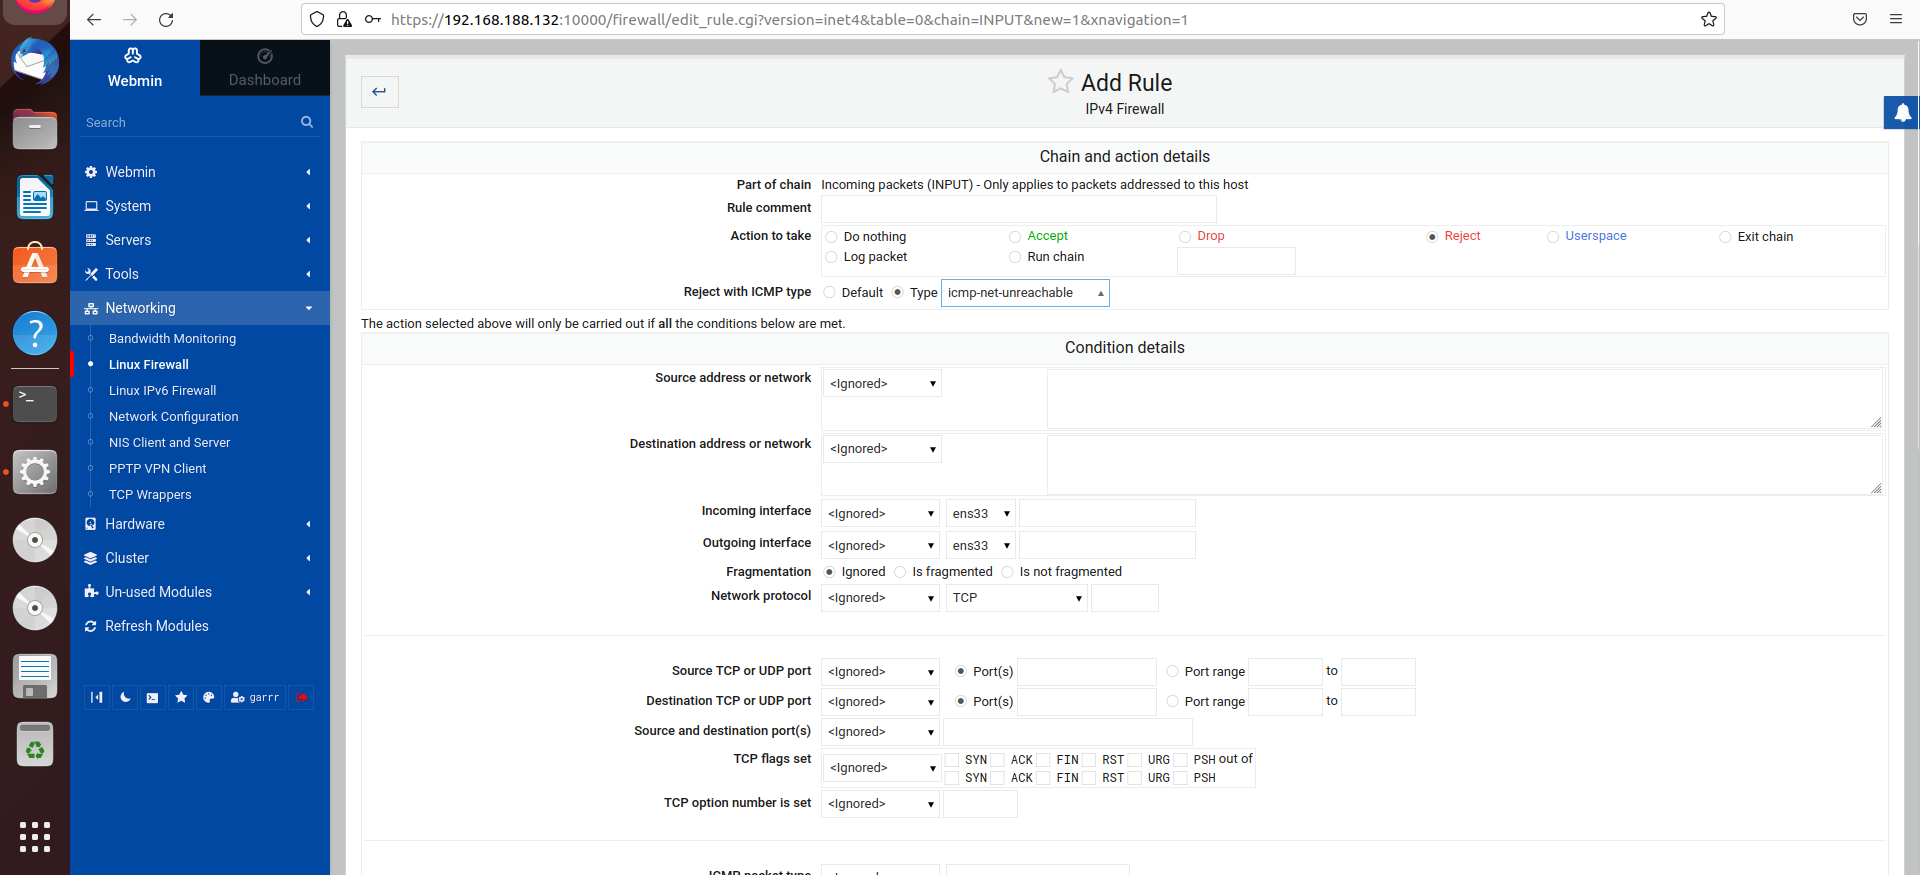 https://192.168.188.132:10000/firewall/edit_rule.cgi?version=inet4&table=0&chain=INPUT&new=1&xnavigation=1
Webmin
Dashboard
Search
Webmin
System
Servers
Tools
Networking
Bandwidth Monitoring
Linux Firewall
Linux IPv6 Firewall
Network Configuration
NIS Client and Server
PPTP VPN Client
TCP Wrappers
Hardware
Cluster
Un-used Modules
Refresh Modules
garrr
Add Rule
IPv4 Firewall
Chain and action details
Part of chain Incoming packets (INPUT) - Only applies to packets addressed to this host
Rule comment
Action to take Do nothing Accept Drop Reject Userspace Exit chain
Log packet Run chain
Reject with ICMP type Default Type icmp-net-unreachable
The action selected above will only be carried out if all the conditions below are met.
Condition details
Source address or network <Ignored>
Destination address or network <Ignored>
Incoming interface <Ignored> ens33
Outgoing interface <Ignored> ens33
Fragmentation Ignored Is fragmented Is not fragmented
Network protocol <Ignored> TCP
Source TCP or UDP port <Ignored> Port(s) Port range to
Destination TCP or UDP port <Ignored> Port(s) Port range to
Source and destination port(s) <Ignored>
TCP flags set <Ignored> SYN ACK FIN RST URG PSH out of
SYN ACK FIN RST URG PSH
TCP option number is set <Ignored>
ICMP packet type